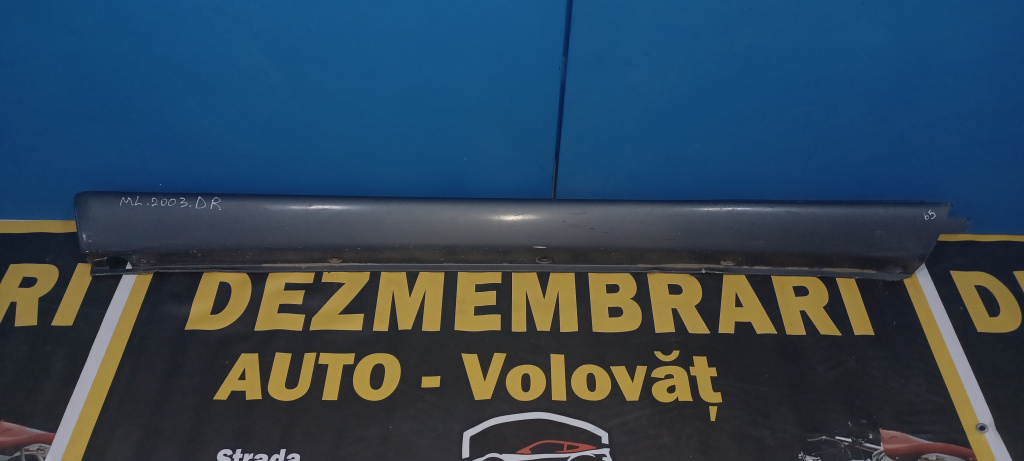 ML.2003.DR
65
RI DEZMEMBRARI D
AUTO - Volovăț
Strada